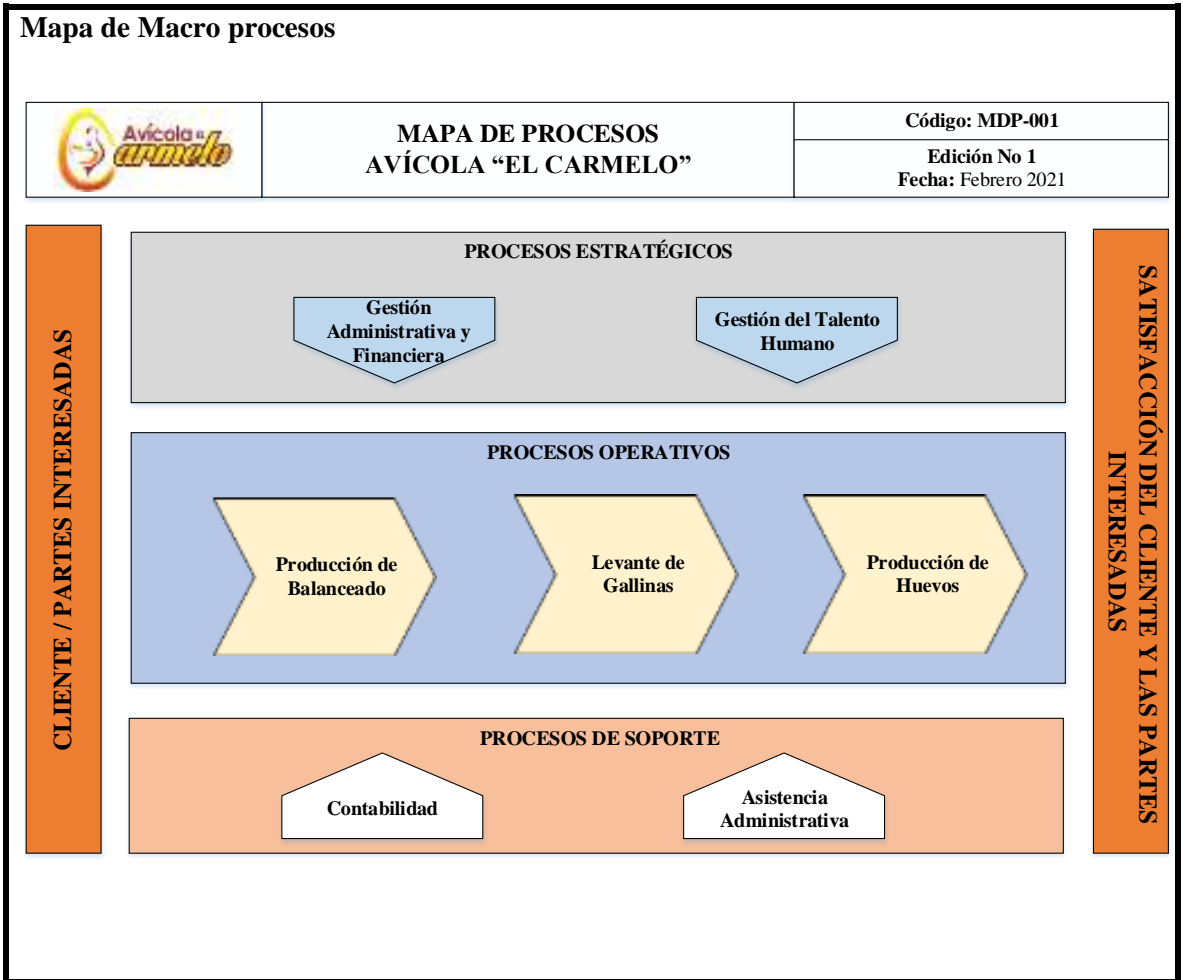 Mapa de Macro procesos
Avícola el
Carmelo
MAPA DE PROCESOS
AVÍCOLA “EL CARMELO”
Código: MDP-001
Edición No 1
Fecha: Febrero 2021
CLIENTE / PARTES INTERESADAS
PROCESOS ESTRATÉGICOS
Gestión
Administrativa y
Financiera
Gestión del Talento
Humano
PROCESOS OPERATIVOS
Producción de
Balanceado
Levante de
Gallinas
Producción de
Huevos
PROCESOS DE SOPORTE
Contabilidad
Asistencia
Administrativa
SATISFACCIÓN DEL CLIENTE Y LAS PARTES
INTERESADAS